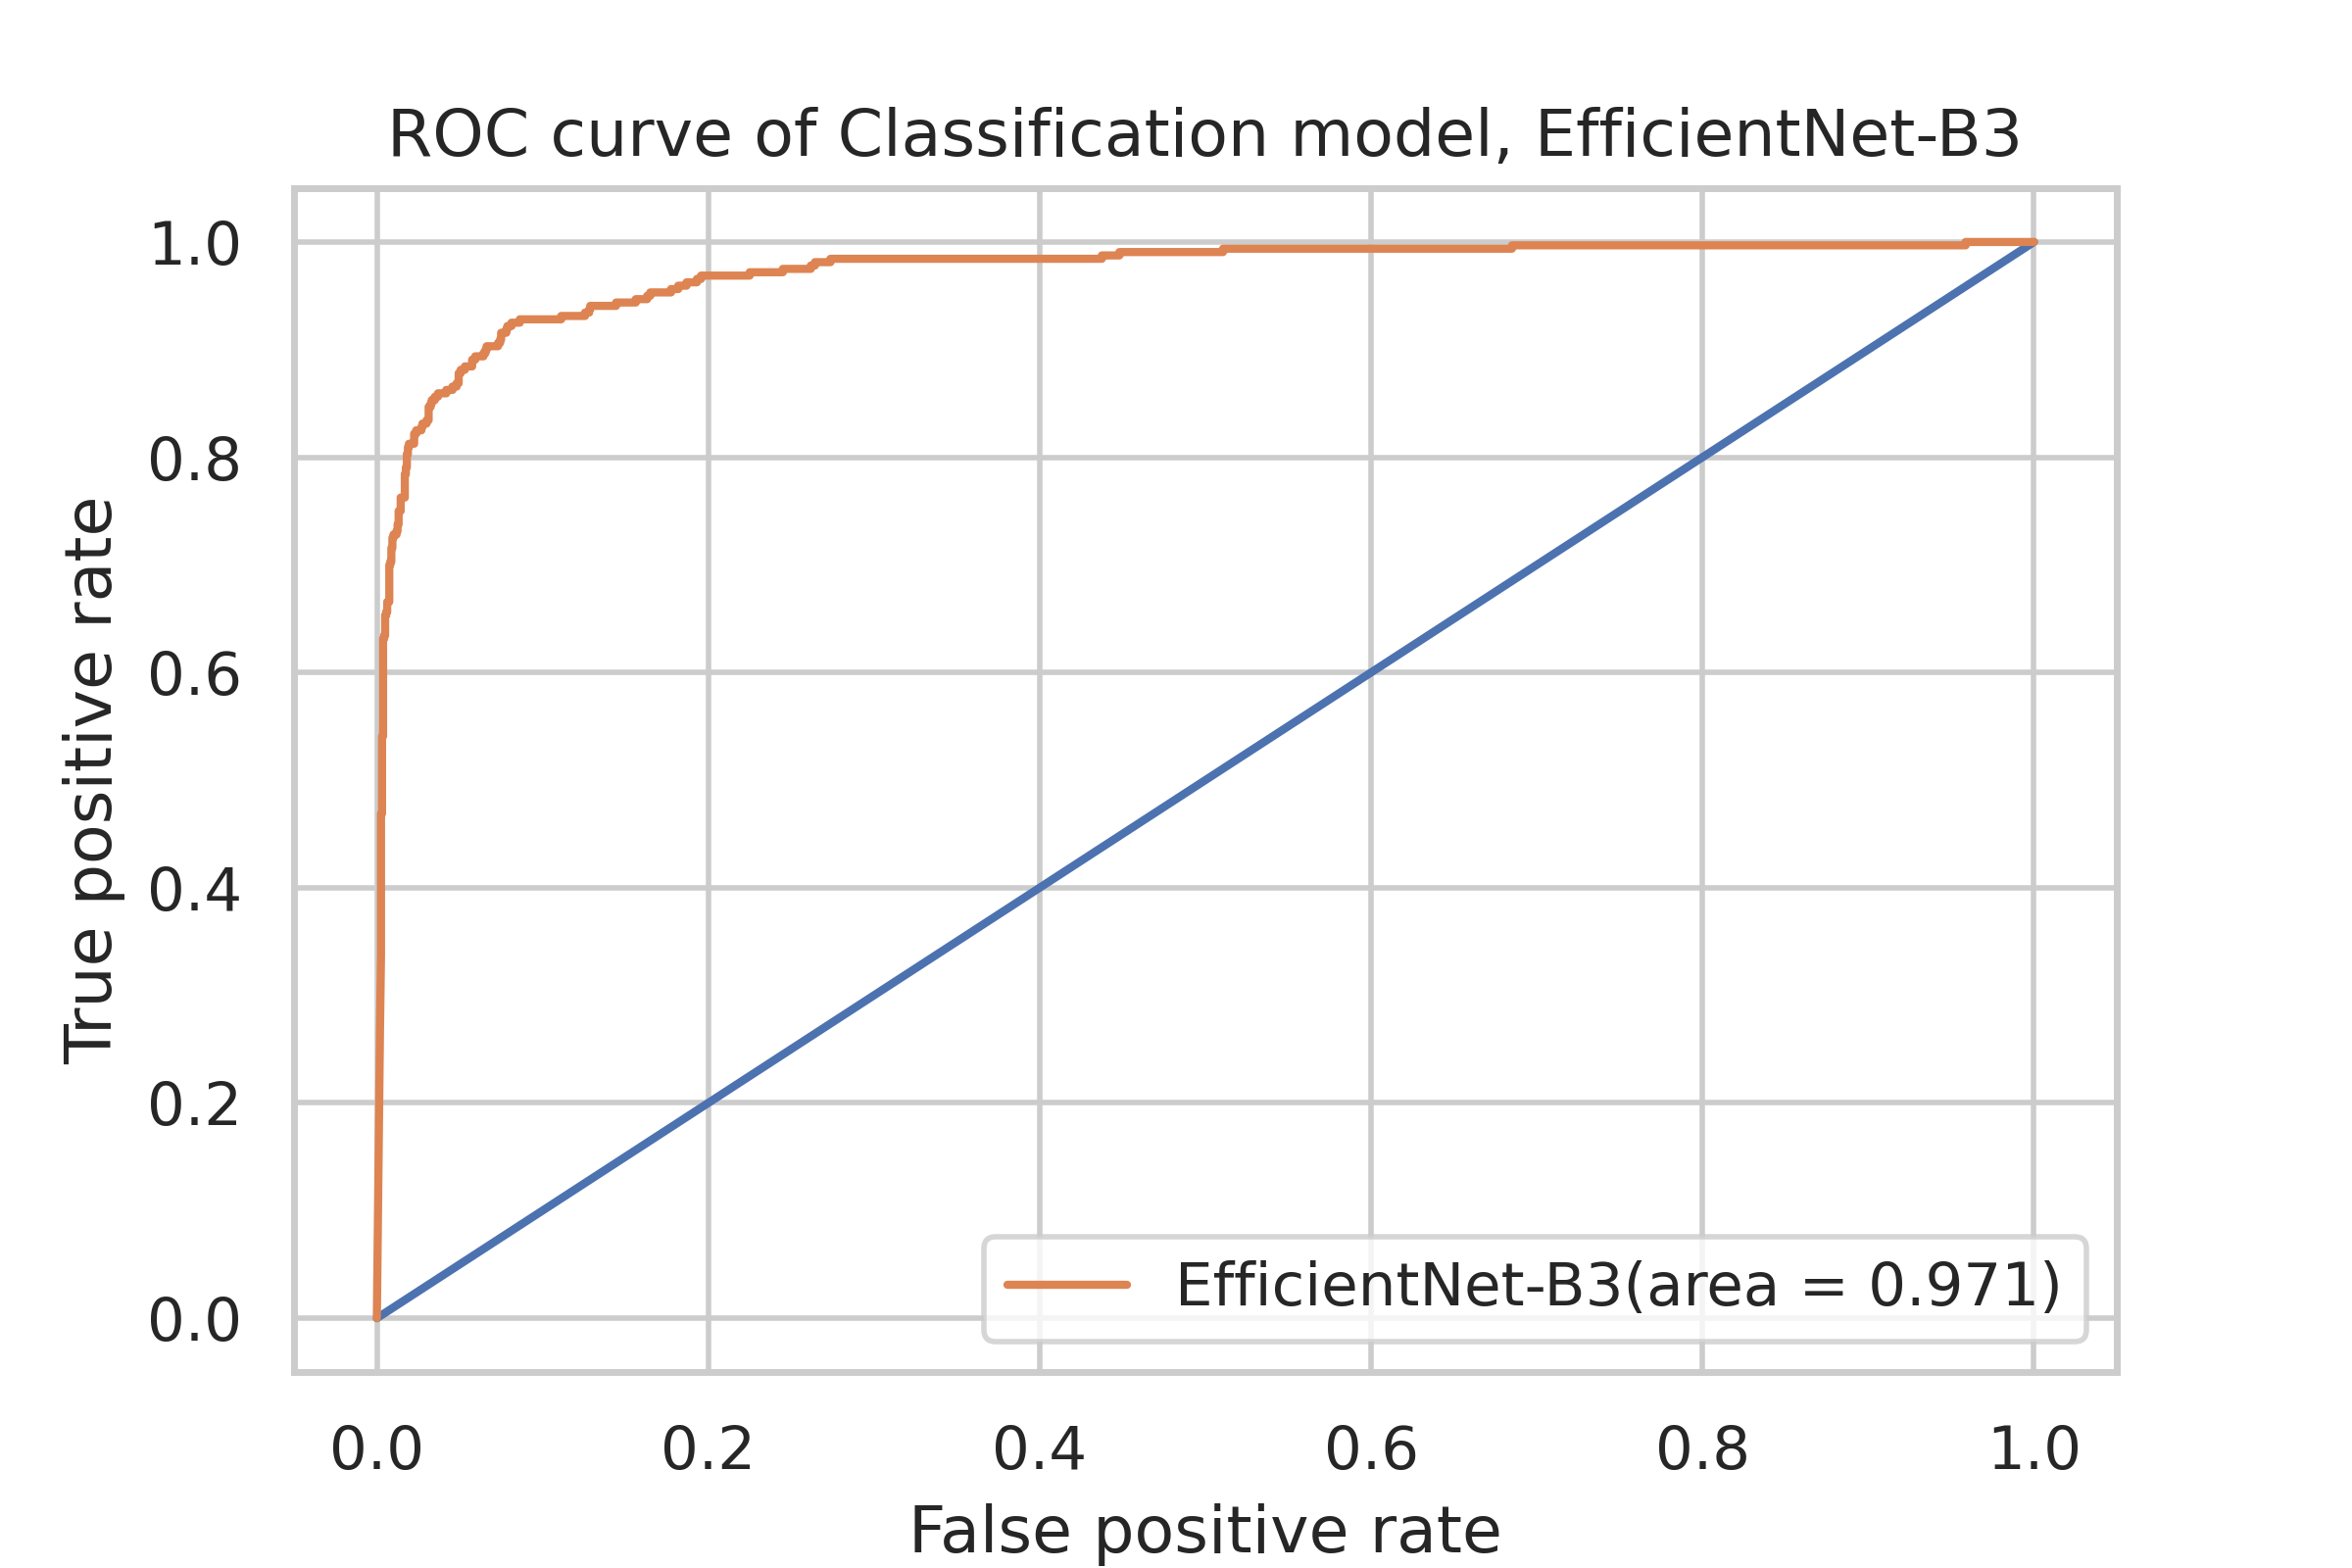 ROC curve of Classification model, EfficientNet-B3
True positive rate
1.0
0.8
0.6
0.4
0.2
0.0
EfficientNet-B3(area = 0.971)
0.0 0.2 0.4 0.6 0.8 1.0
False positive rate